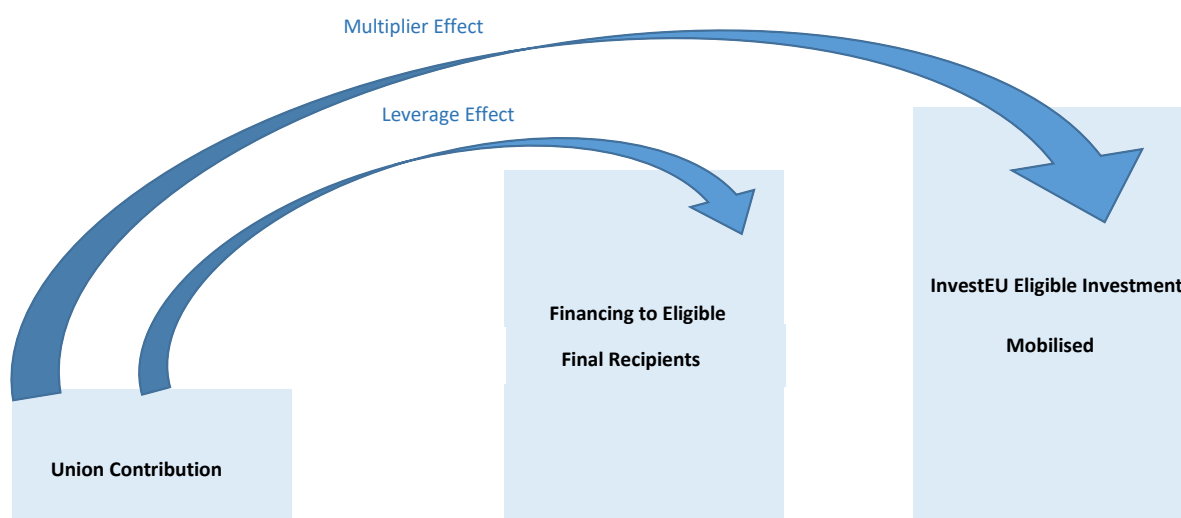 Multiplier Effect
Leverage Effect
InvestEU Eligible Investment
Mobilised
Financing to Eligible
Final Recipients
Union Contribution